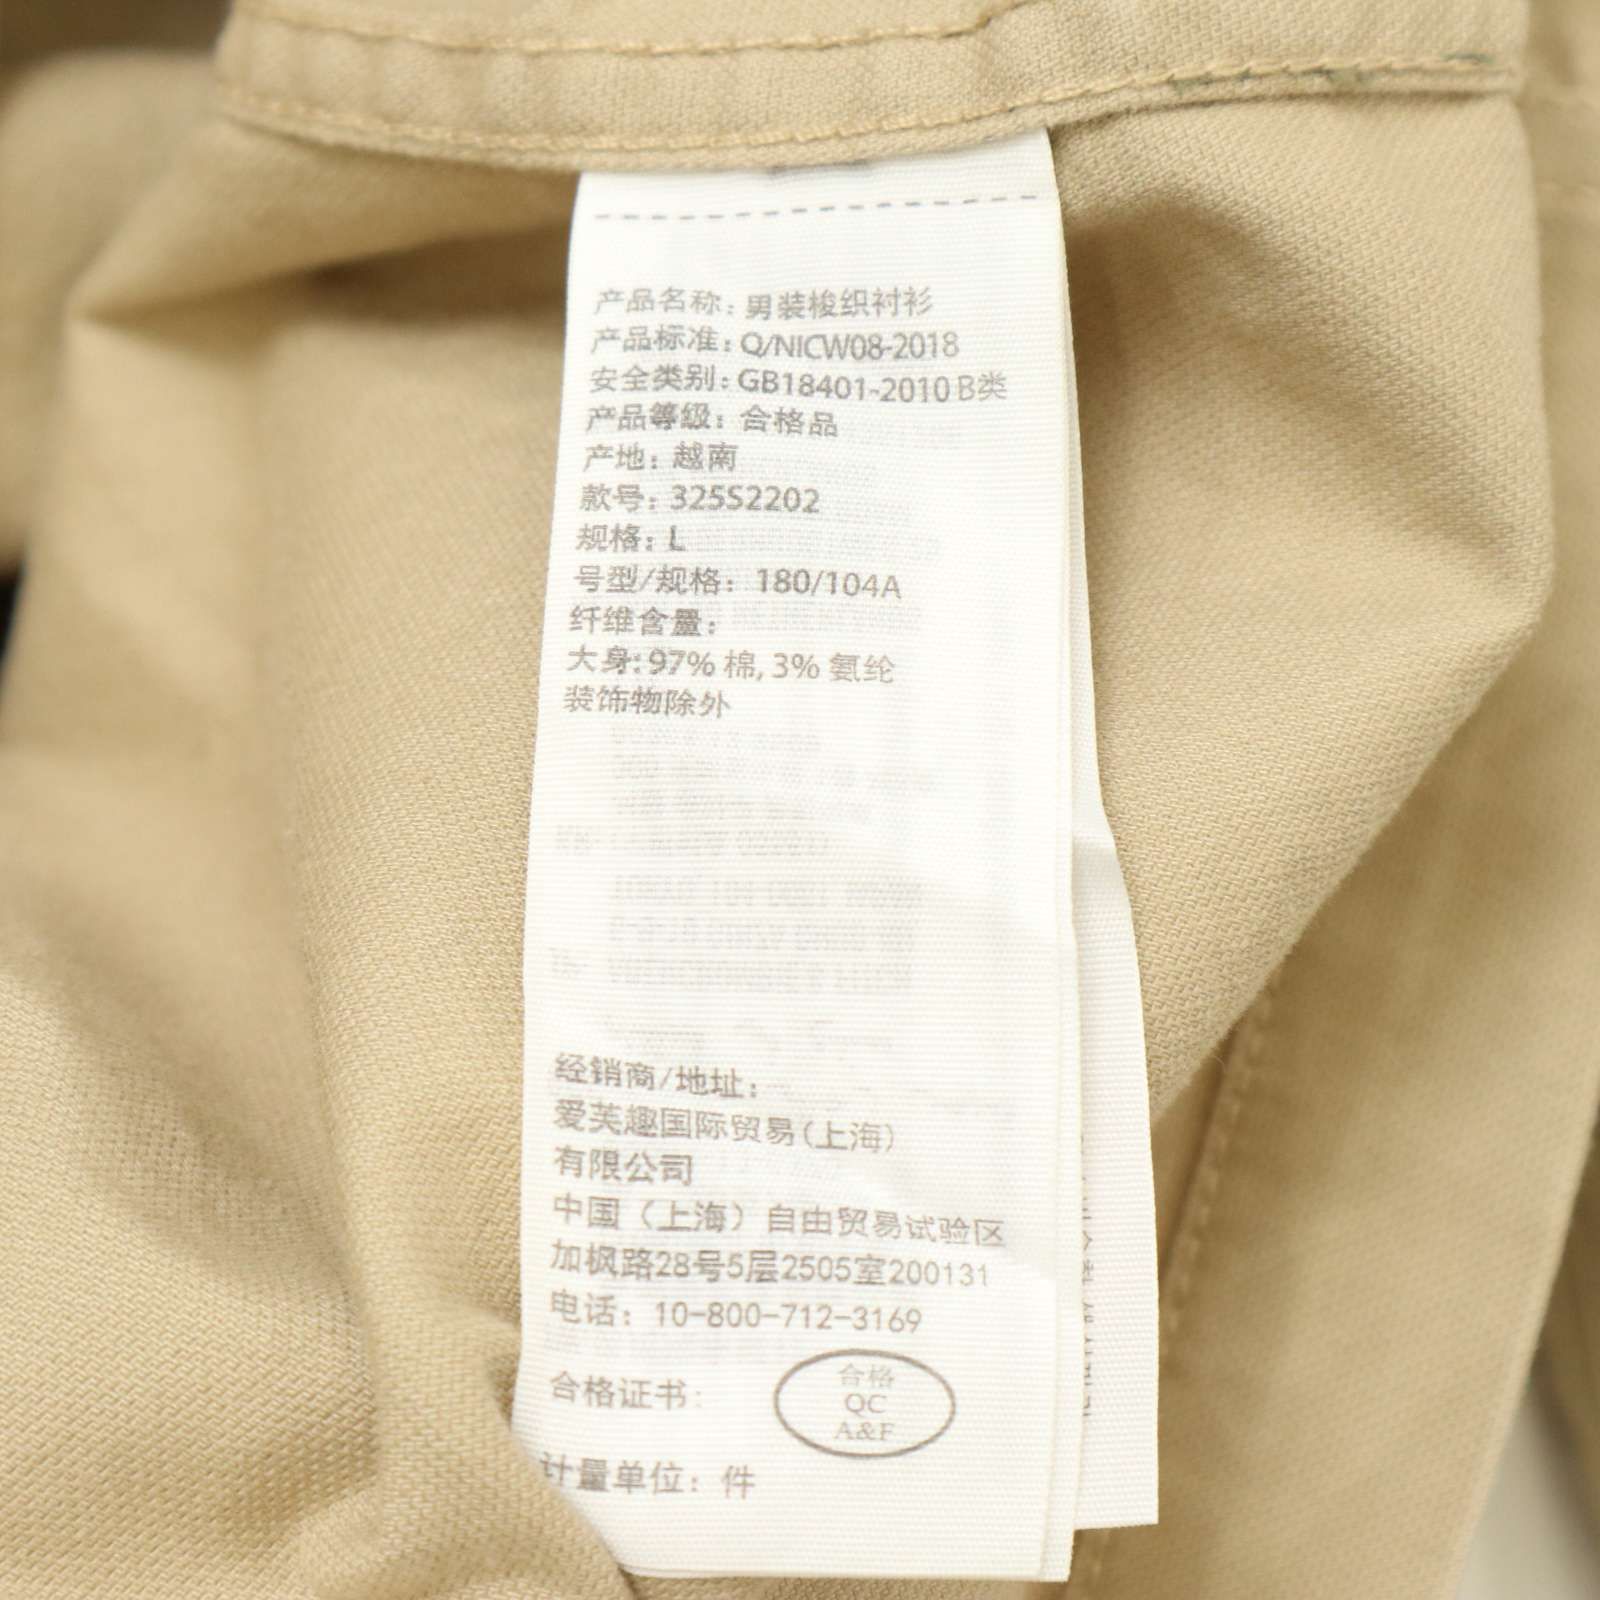 产品名称: 男装梭织衬衫
产品标准: Q/NICW08-2018
安全类别: GB18401-2010 B类
产品等级: 合格品
产地: 越南
款号: 325S2202
规格: L
号型/规格: 180/104A
纤维含量:
大身: 97% 棉, 3% 氨纶
装饰物除外
经销商/地址:
爱芙趣国际贸易(上海)
有限公司
中国（上海）自由贸易试验区
加枫路28号5层2505室200131
电话: 10-800-712-3169
合格证书:
合格
QC
A&F
计量单位: 件